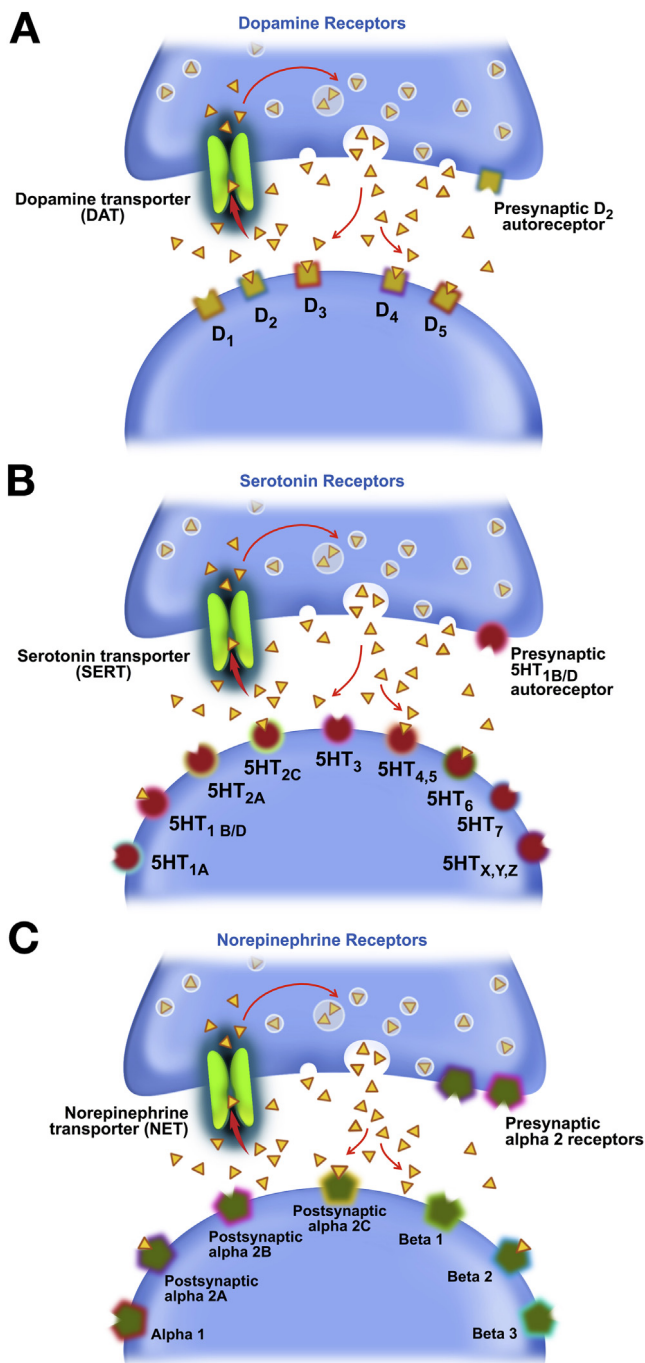 A
Dopamine Receptors
Dopamine transporter
(DAT)
Presynaptic D2
autoreceptor
D1
D2
D3
D4
D5
B
Serotonin Receptors
Serotonin transporter
(SERT)
Presynaptic
5HT1B/D
autoreceptor
5HT2C
5HT3
5HT4,5
5HT2A
5HT6
5HT1 B/D
5HT7
5HT1A
5HTX,Y,Z
C
Norepinephrine Receptors
Norepinephrine
transporter (NET)
Presynaptic
alpha 2 receptors
Postsynaptic
alpha 2C
Postsynaptic
alpha 2B
Beta 1
Postsynaptic
alpha 2A
Beta 2
Alpha 1
Beta 3